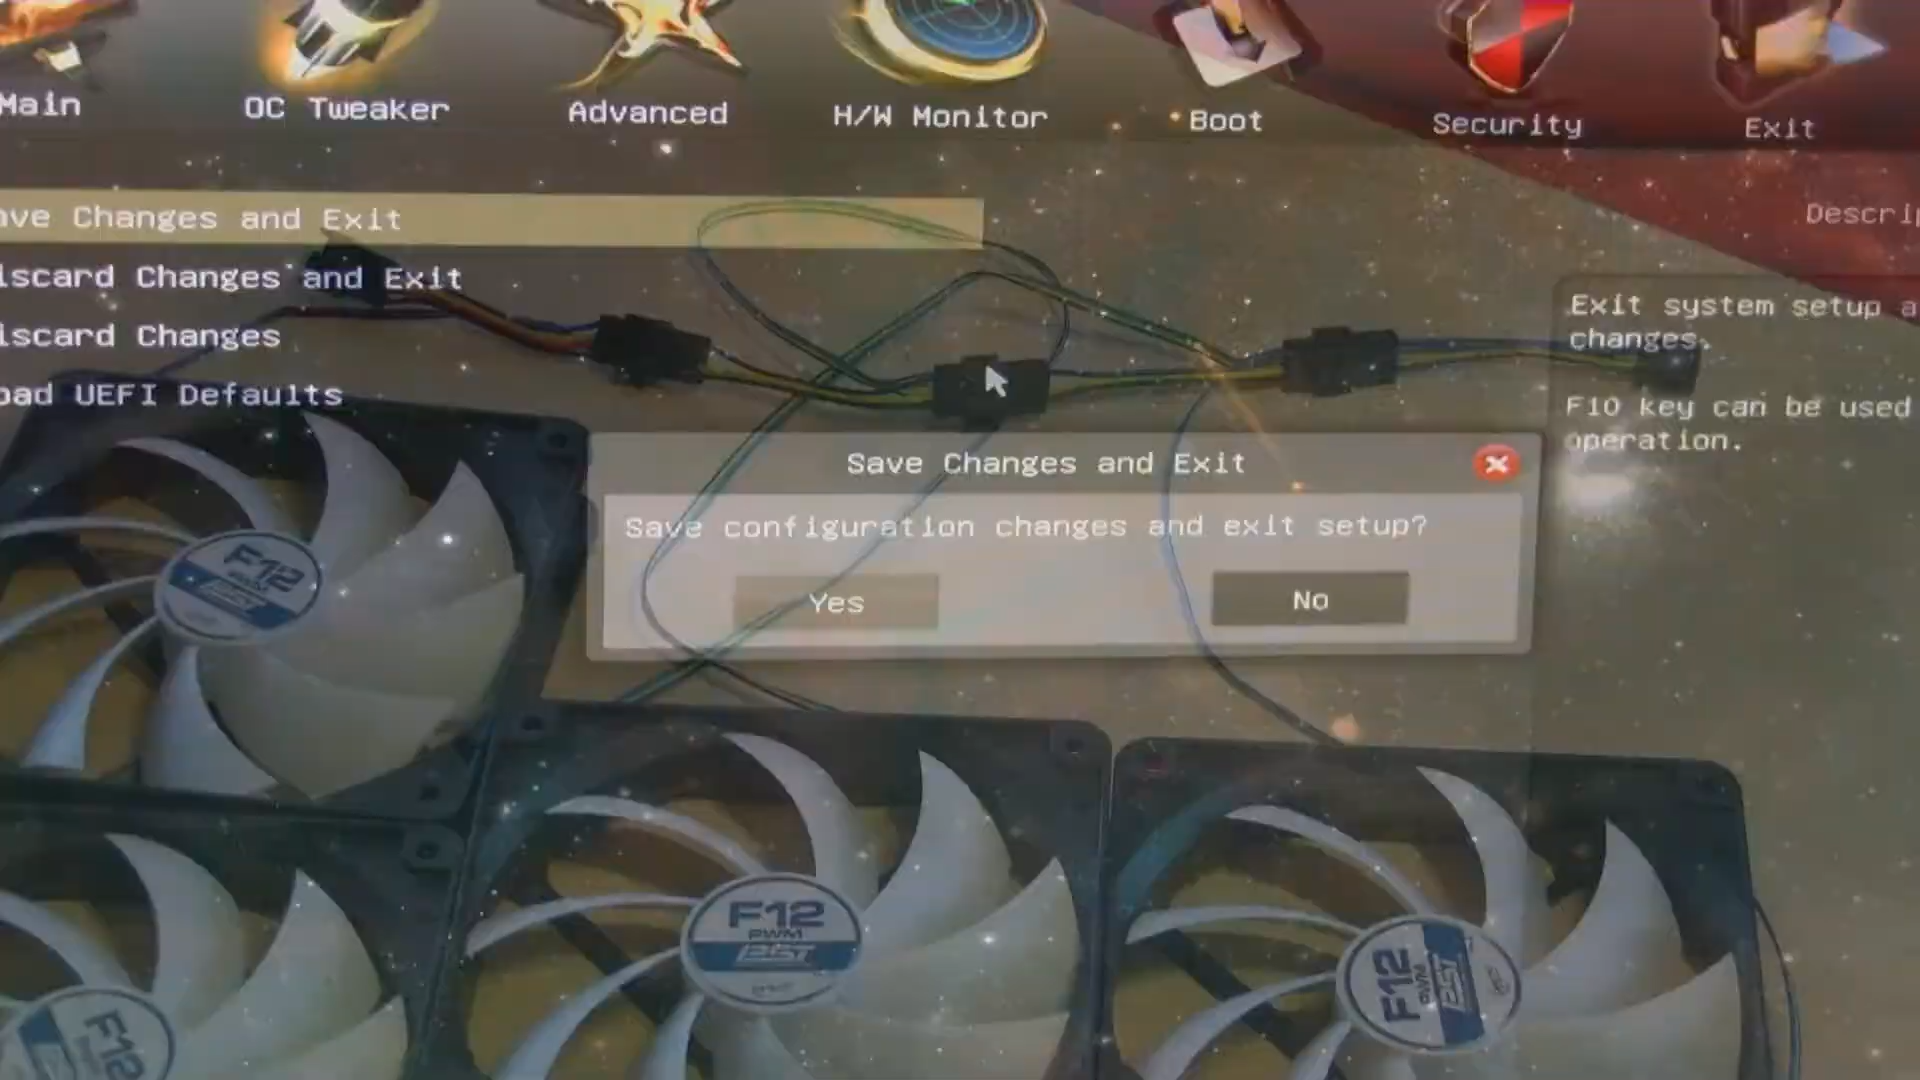 Main
OC Tweaker
Advanced
H/W Monitor
Boot
Security
Exit
ave Changes and Exit
iscard Changes and Exit
iscard Changes
oad UEFI Defaults
Descrip
Exit system setup a
changes.
F10 key can be used
operation.
Save Changes and Exit
Save configuration changes and exit setup?
Yes
No
F12
PST
F12
PWM
PST
F12
PWM
PST
F12